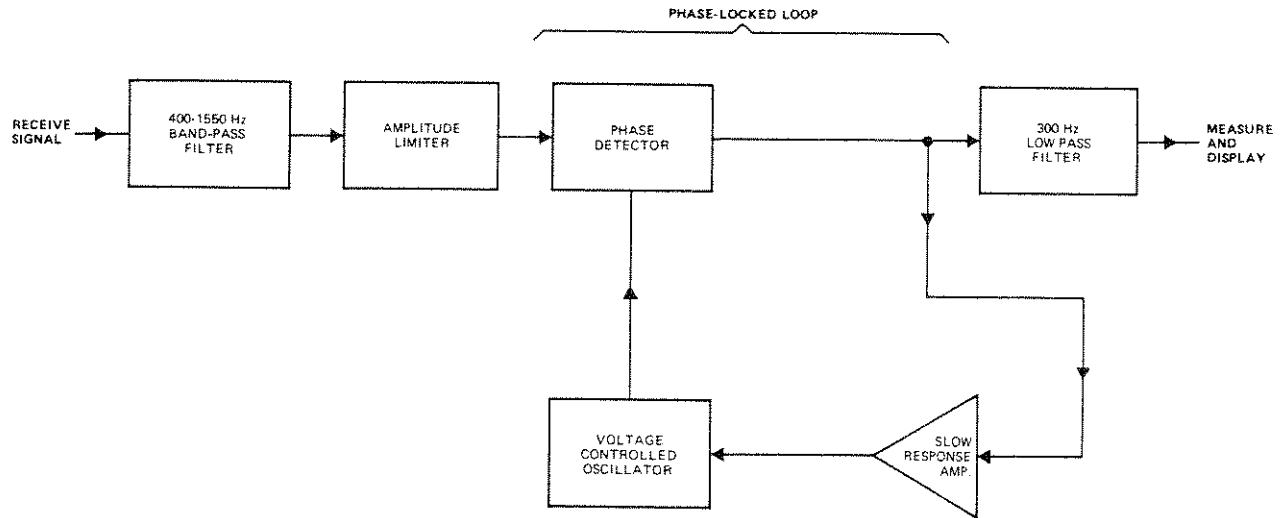 PHASE-LOCKED LOOP
RECEIVE
SIGNAL
400-1550 Hz
BAND-PASS
FILTER
AMPLITUDE
LIMITER
PHASE
DETECTOR
300 Hz
LOW PASS
FILTER
MEASURE
AND
DISPLAY
VOLTAGE
CONTROLLED
OSCILLATOR
SLOW
RESPONSE
AMP.